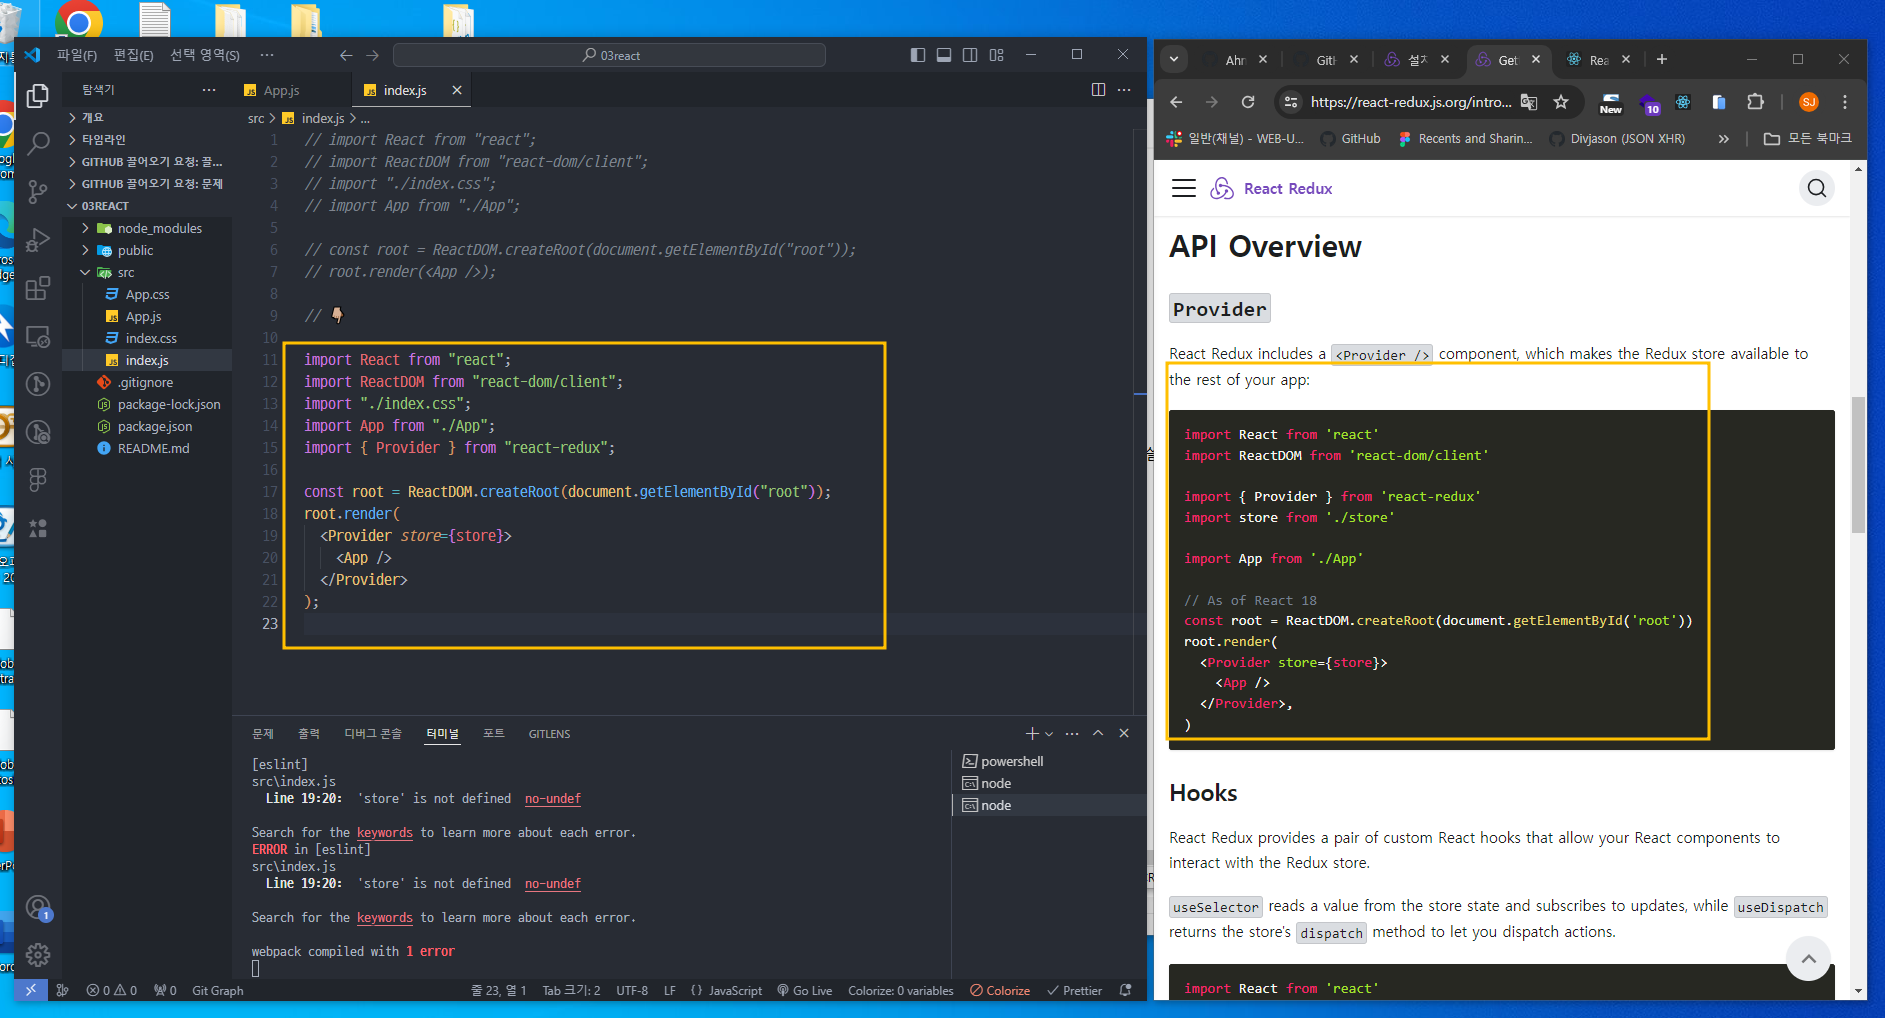 파일(F) 편집(E) 선택 영역(S) ···
03react
탐색기 ···
App.js
index.js
개요
타임라인
GITHUB 끌어오기 요청: 끌...
GITHUB 끌어오기 요청: 문제
03REACT
node_modules
public
src
App.css
App.js
index.css
index.js
.gitignore
package-lock.json
package.json
README.md
src > index.js > ...
1 // import React from "react";
2 // import ReactDOM from "react-dom/client";
3 // import "./index.css";
4 // import App from "./App";
5
6 // const root = ReactDOM.createRoot(document.getElementById("root"));
7 // root.render(<App />);
8
9 // 👇🏻
10
11 import React from "react";
12 import ReactDOM from "react-dom/client";
13 import "./index.css";
14 import App from "./App";
15 import { Provider } from "react-redux";
16
17 const root = ReactDOM.createRoot(document.getElementById("root"));
18 root.render(
19 <Provider store={store}>
20 <App />
21 </Provider>
22 );
23
문제 출력 디버그 콘솔 터미널 포트 GITLENS
[eslint]
src\index.js
Line 19:20: 'store' is not defined no-undef
Search for the keywords to learn more about each error.
ERROR in [eslint]
src\index.js
Line 19:20: 'store' is not defined no-undef
Search for the keywords to learn more about each error.
webpack compiled with 1 error
powershell
node
node
1
0 0 0 Git Graph 줄 23, 열 1 Tab 크기: 2 UTF-8 LF {} JavaScript Go Live Colorize: 0 variables Colorize Prettier
Ahn Git 설치 Get Rea
https://react-redux.js.org/intro...
New 10 SJ
일반(채널) - WEB-U... GitHub Recents and Sharin... Divjason (JSON XHR) » 모든 북마크
React Redux
API Overview
Provider
React Redux includes a <Provider /> component, which makes the Redux store available to
the rest of your app:
import React from 'react'
import ReactDOM from 'react-dom/client'
import { Provider } from 'react-redux'
import store from './store'
import App from './App'
// As of React 18
const root = ReactDOM.createRoot(document.getElementById('root'))
root.render(
<Provider store={store}>
<App />
</Provider>,
)
Hooks
React Redux provides a pair of custom React hooks that allow your React components to
interact with the Redux store.
useSelector reads a value from the store state and subscribes to updates, while useDispatch
returns the store's dispatch method to let you dispatch actions.
import React from 'react'